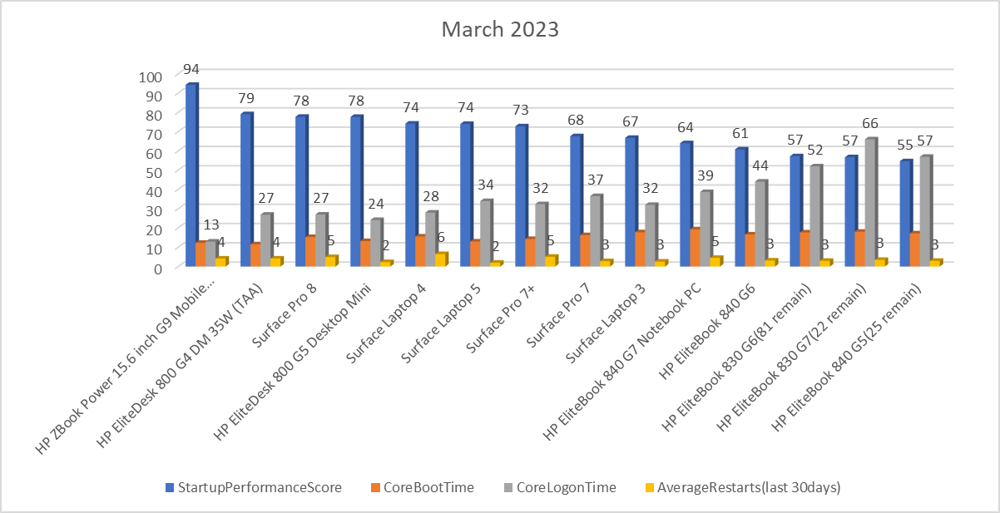 March 2023
100
90
80
70
60
50
40
30
20
10
0
94 79 78 78 74 74 73 68 67 64 61 57 57 55
13 27 27 24 28 34 32 37 32 39 44 52 66 57
4 4 5 2 6 2 5 3 3 5 3 3 3 3
HP ZBook Power 15.6 inch G9 Mobile...
HP EliteDesk 800 G4 DM 35W (TAA)
Surface Pro 8
HP EliteDesk 800 G5 Desktop Mini
Surface Laptop 4
Surface Laptop 5
Surface Pro 7+
Surface Pro 7
Surface Laptop 3
HP EliteBook 840 G7 Notebook PC
HP EliteBook 840 G6
HP EliteBook 830 G6(81 remain)
HP EliteBook 830 G7(22 remain)
HP EliteBook 840 G5(25 remain)
StartupPerformanceScore CoreBootTime CoreLogonTime AverageRestarts(last 30days)